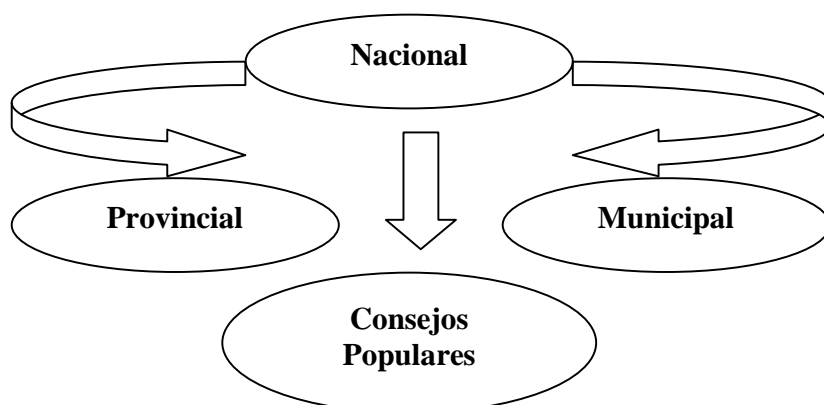 Nacional
Provincial
Municipal
Consejos
Populares